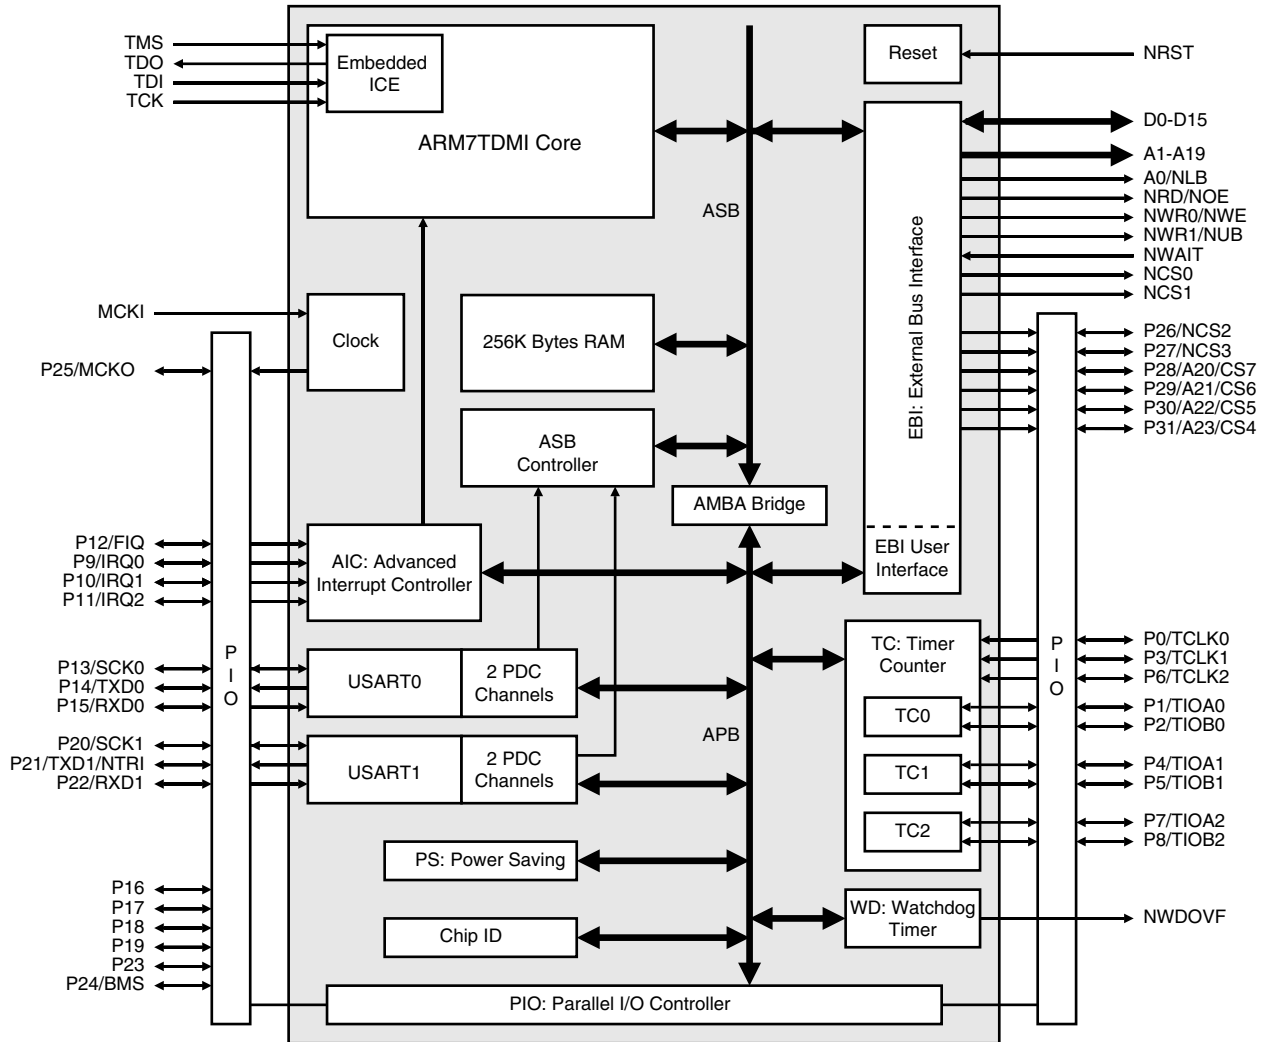 TMS
TDO
TDI
TCK
Embedded
ICE
ARM7TDMI Core
Reset
NRST
D0-D15
A1-A19
A0/NLB
NRD/NOE
NWR0/NWE
NWR1/NUB
NWAIT
NCS0
NCS1
ASB
EBI: External Bus Interface
MCKI
Clock
P25/MCKO
256K Bytes RAM
P26/NCS2
P27/NCS3
P28/A20/CS7
P29/A21/CS6
P30/A22/CS5
P31/A23/CS4
ASB
Controller
AMBA Bridge
EBI User
Interface
P12/FIQ
P9/IRQ0
P10/IRQ1
P11/IRQ2
AIC: Advanced
Interrupt Controller
P
I
O
P13/SCK0
P14/TXD0
P15/RXD0
USART0
2 PDC
Channels
P20/SCK1
P21/TXD1/NTRI
P22/RXD1
USART1
2 PDC
Channels
APB
TC: Timer
Counter
TC0
TC1
TC2
P
I
O
P0/TCLK0
P3/TCLK1
P6/TCLK2
P1/TIOA0
P2/TIOB0
P4/TIOA1
P5/TIOB1
P7/TIOA2
P8/TIOB2
PS: Power Saving
P16
P17
P18
P19
P23
P24/BMS
Chip ID
WD: Watchdog
Timer
NWDOVF
PIO: Parallel I/O Controller